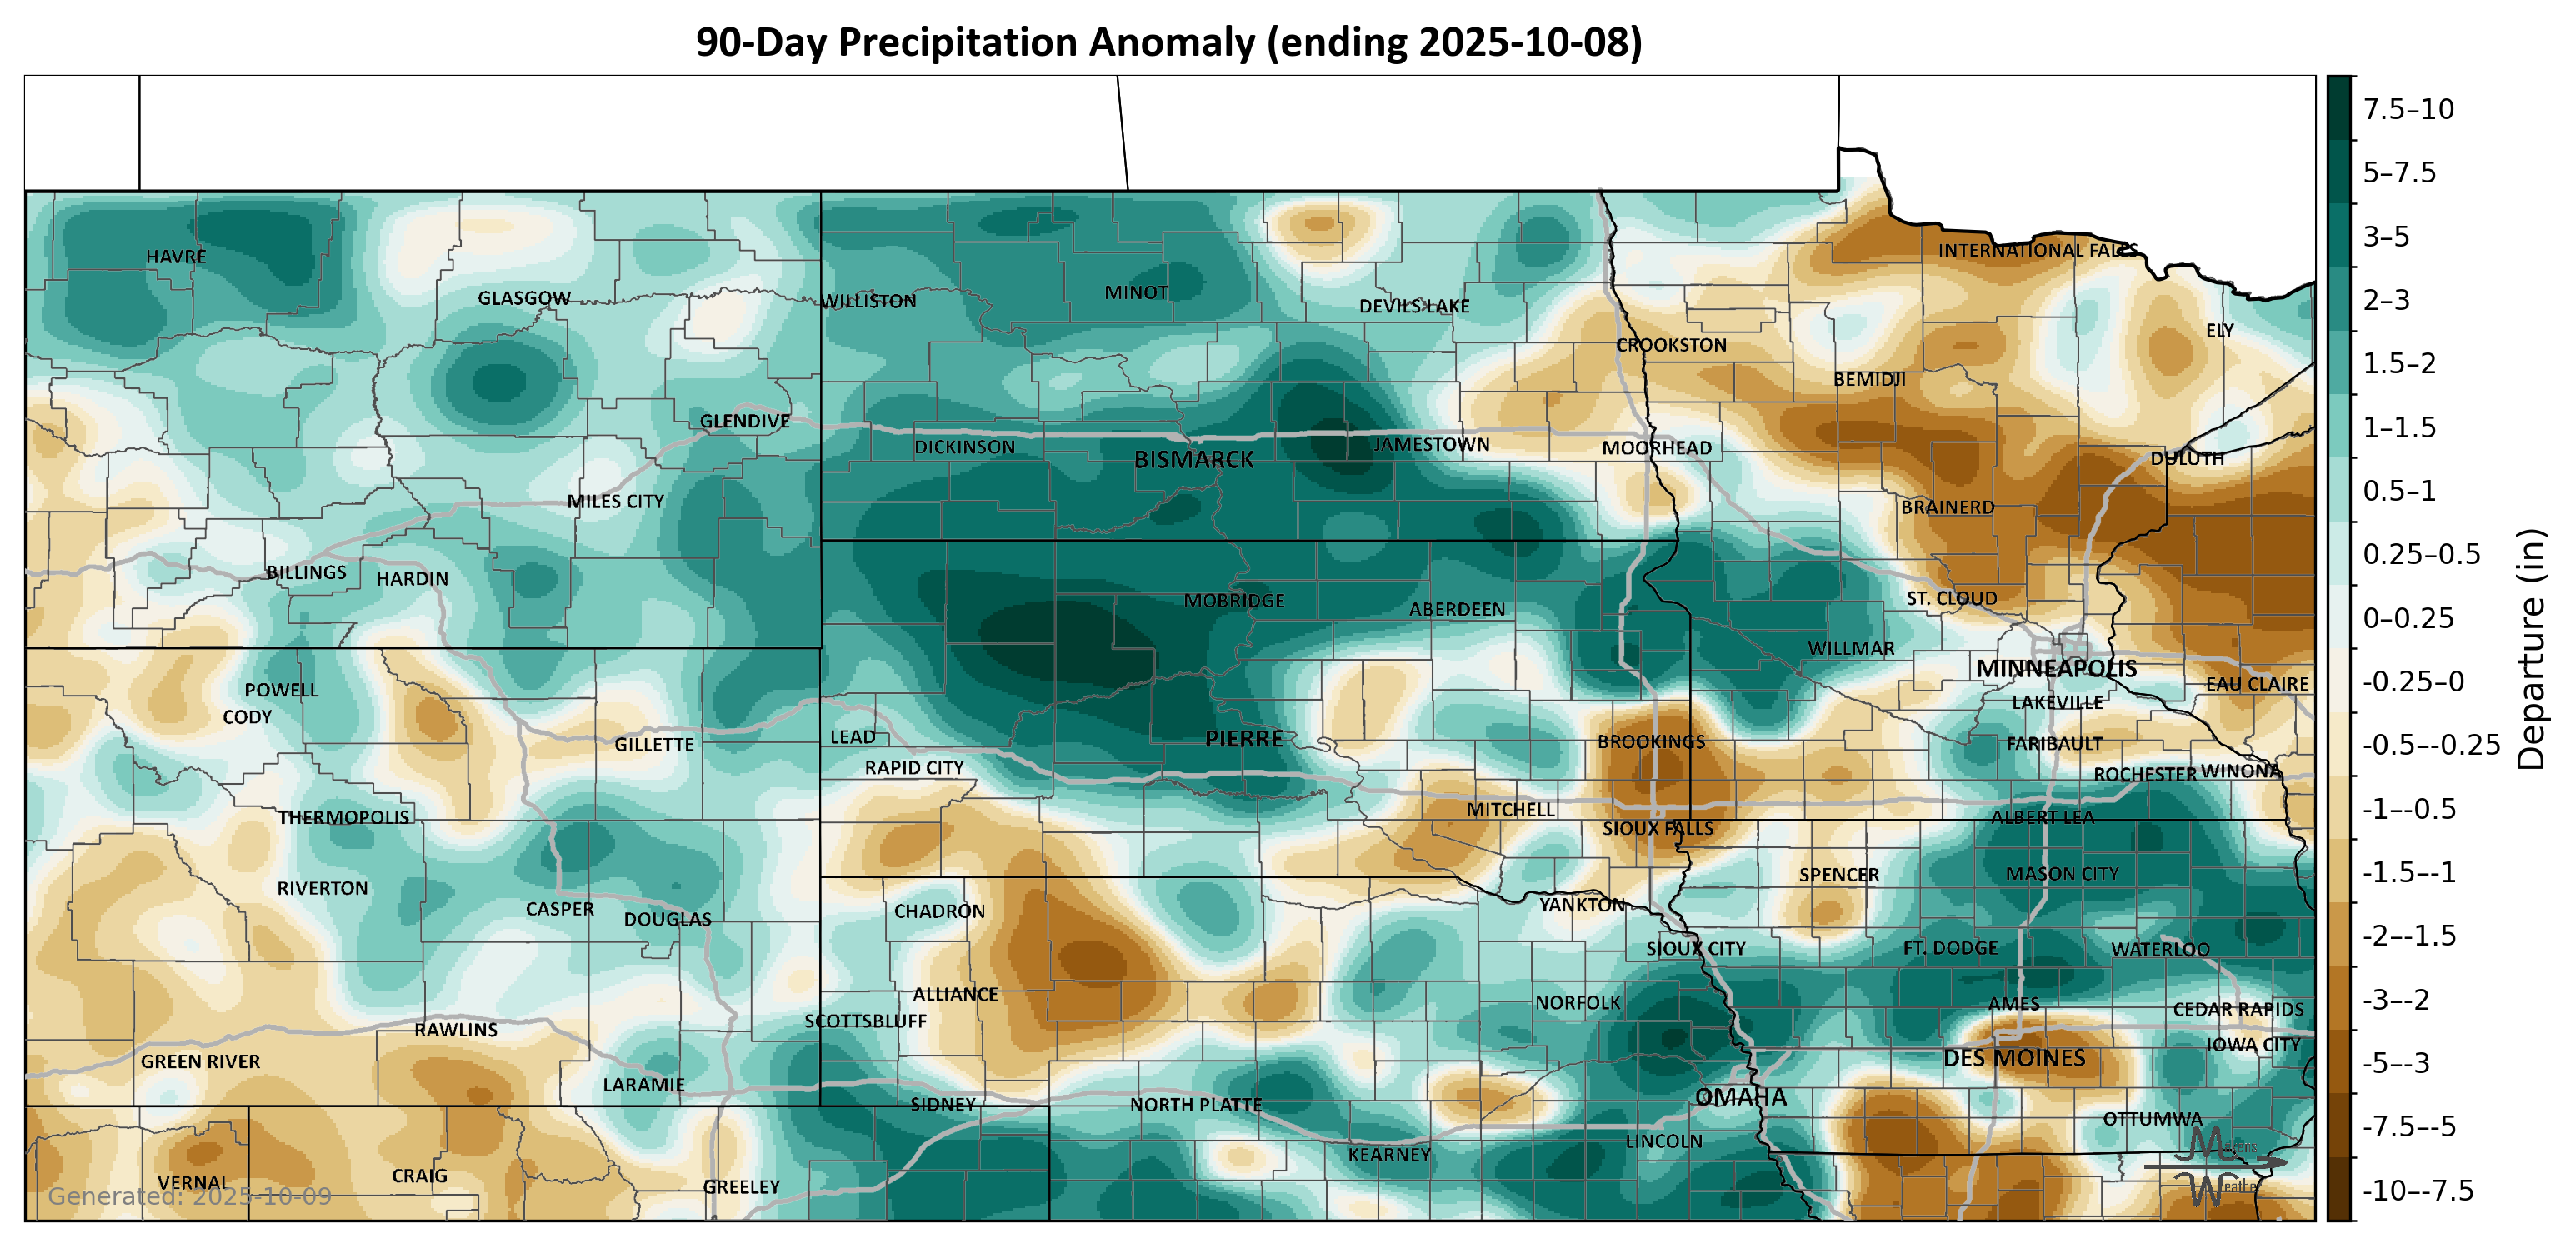 90-Day Precipitation Anomaly (ending 2025-10-08)
HAVRE
GLASGOW
WILLISTON
MINOT
DEVILS LAKE
CROOKSTON
INTERNATIONAL FALLS
ELY
BEMIDJI
GLENDIVE
DICKINSON
BISMARCK
JAMESTOWN
MOORHEAD
DULUTH
MILES CITY
BRAINERD
BILLINGS
HARDIN
MOBRIDGE
ABERDEEN
ST. CLOUD
WILLMAR
MINNEAPOLIS
EAU CLAIRE
POWELL
CODY
LAKEVILLE
GILLETTE
LEAD
PIERRE
BROOKINGS
FARIBAULT
RAPID CITY
ROCHESTER
WINONA
THERMOPOLIS
MITCHELL
SIOUX FALLS
ALBERT LEA
RIVERTON
CASPER
DOUGLAS
CHADRON
YANKTON
SPENCER
MASON CITY
SIOUX CITY
FT. DODGE
WATERLOO
ALLIANCE
NORFOLK
AMES
CEDAR RAPIDS
SCOTTSBLUFF
RAWLINS
IOWA CITY
GREEN RIVER
DES MOINES
LARAMIE
SIDNEY
NORTH PLATTE
OMAHA
OTTUMWA
LINCOLN
KEARNEY
VERNAL
CRAIG
GREELEY
Generated: 2025-10-09
Weather
7.5–10
5–7.5
3–5
2–3
1.5–2
1–1.5
0.5–1
0.25–0.5
0–0.25
-0.25–0
-0.5–-0.25
-1–-0.5
-1.5–-1
-2–-1.5
-3–-2
-5–-3
-7.5–-5
-10–-7.5
Departure (in)